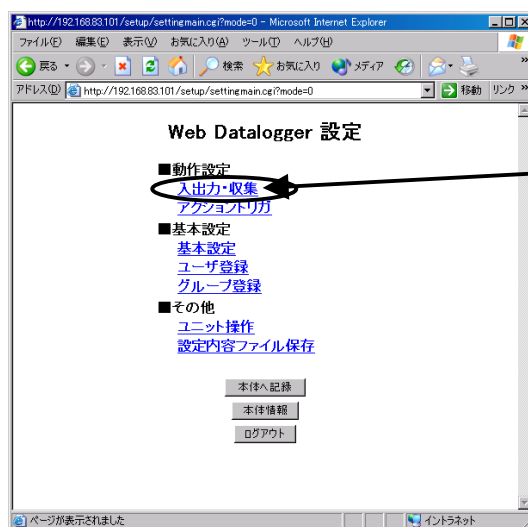 http://192.168.83.101/setup/settingmain.cgi?mode=0 - Microsoft Internet Explorer
ファイル(F) 編集(E) 表示(V) お気に入り(A) ツール(T) ヘルプ(H)
戻る 検索 お気に入り メディア
アドレス(D) http://192.168.83.101/setup/settingmain.cgi?mode=0 移動 リンク
Web Datalogger 設定
■動作設定
入出力・収集
アクショントリガ
■基本設定
基本設定
ユーザ登録
グループ登録
■その他
ユニット操作
設定内容ファイル保存
本体へ記録
本体情報
ログアウト
ページが表示されました イントラネット